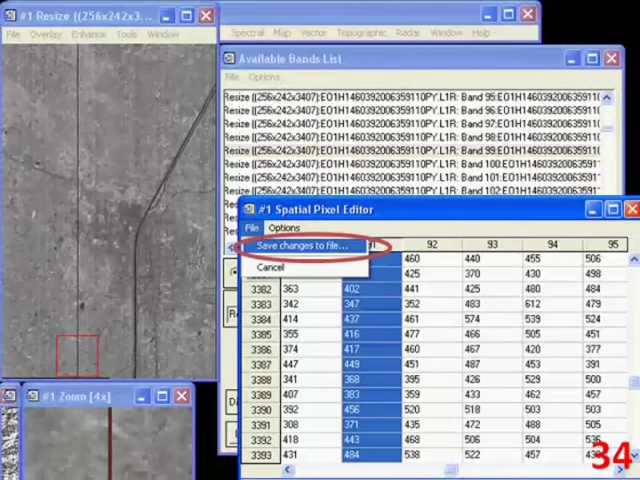 #1 Resize ((256x242x3...
File Overlay Enhance Tools Window
Spectral Map Vector Topographic Radar Window Help
Available Bands List
File Options
Resize ((256x242x3407):EO1H1460392006359110PY.L1R: Band 95:EO1H146039200635911(
Resize ((256x242x3407):EO1H1460392006359110PY.L1R: Band 96:EO1H146039200635911(
Resize ((256x242x3407):EO1H1460392006359110PY.L1R: Band 97:EO1H146039200635911(
Resize ((256x242x3407):EO1H1460392006359110PY.L1R: Band 98:EO1H146039200635911(
Resize ((256x242x3407):EO1H1460392006359110PY.L1R: Band 99:EO1H146039200635911(
Resize ((256x242x3407):EO1H1460392006359110PY.L1R: Band 100:EO1H14603920063591
Resize ((256x242x3407):EO1H1460392006359110PY.L1R: Band 101:EO1H14603920063591
Resize ((256x242x3407):EO1H1460392006359110PY.L1R: Band 102:EO1H14603920063591
#1 Spatial Pixel Editor
File Options
Save changes to file...
Cancel
91 92 93 94 95
460 440 455 506
425 370 430 498
3382 363 402 441 425 480 484
3383 342 347 352 483 612 479
3384 414 437 461 574 539 524
3385 355 416 477 466 505 451
3386 374 417 460 467 420 377
3387 447 449 451 487 453 391
3388 341 368 395 426 529 450
3389 407 383 359 433 462 457
3390 392 456 520 518 503 503
3391 308 371 435 472 488 505
3392 418 443 468 506 504 536
3393 431 484 538 522 457
#1 Zoom [4x]
34